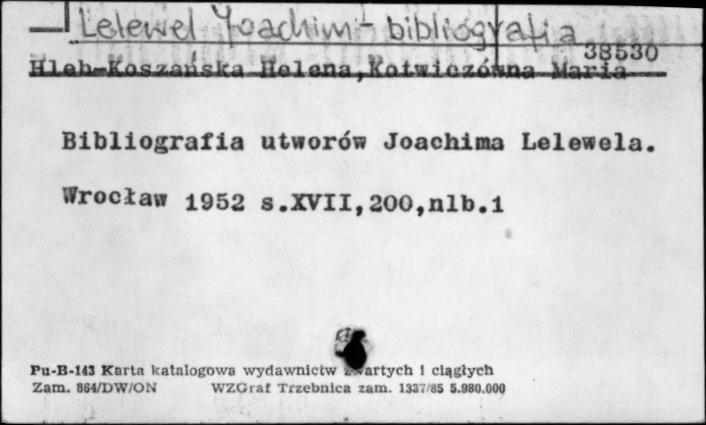 Lelewel Joachim - bibliografia
38530
Hleb-Koszańska Helena, Kotwiczówna Maria
Bibliografia utworów Joachima Lelewela.
Wrocław 1952 s.XVII,200,nlb.1
Pu-B-143 Karta katalogowa wydawnictw zwartych i ciągłych
Zam. 864/DW/ON WZGraf Trzebnica zam. 1337/85 5.980.000